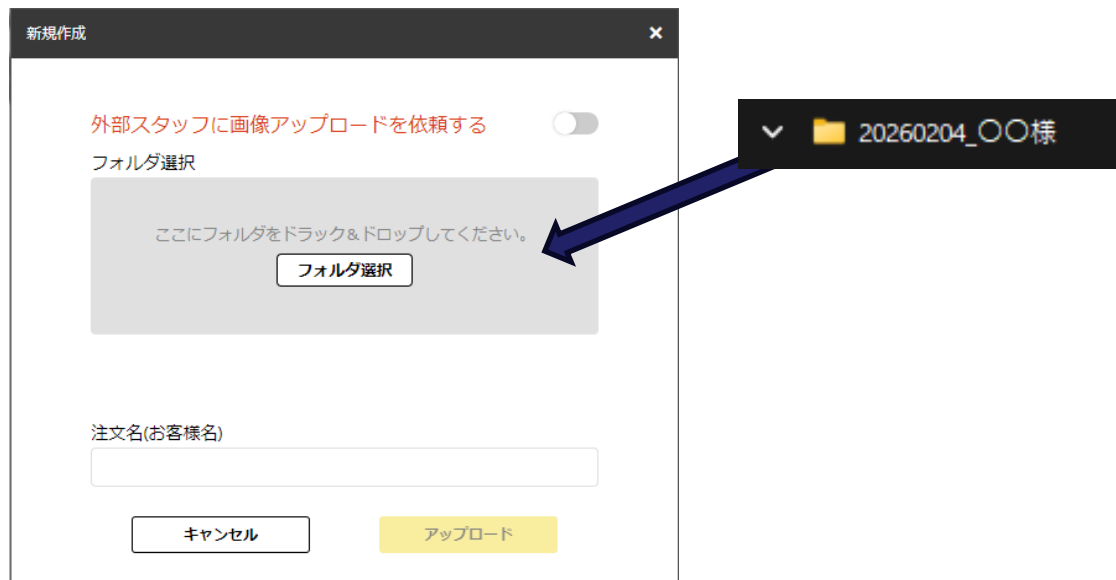 新規作成
×
外部スタッフに画像アップロードを依頼する
フォルダ選択
ここにフォルダをドラック&ドロップしてください。
フォルダ選択
20260204_〇〇様
注文名(お客様名)
キャンセル
アップロード